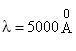 λ = 5000 Å